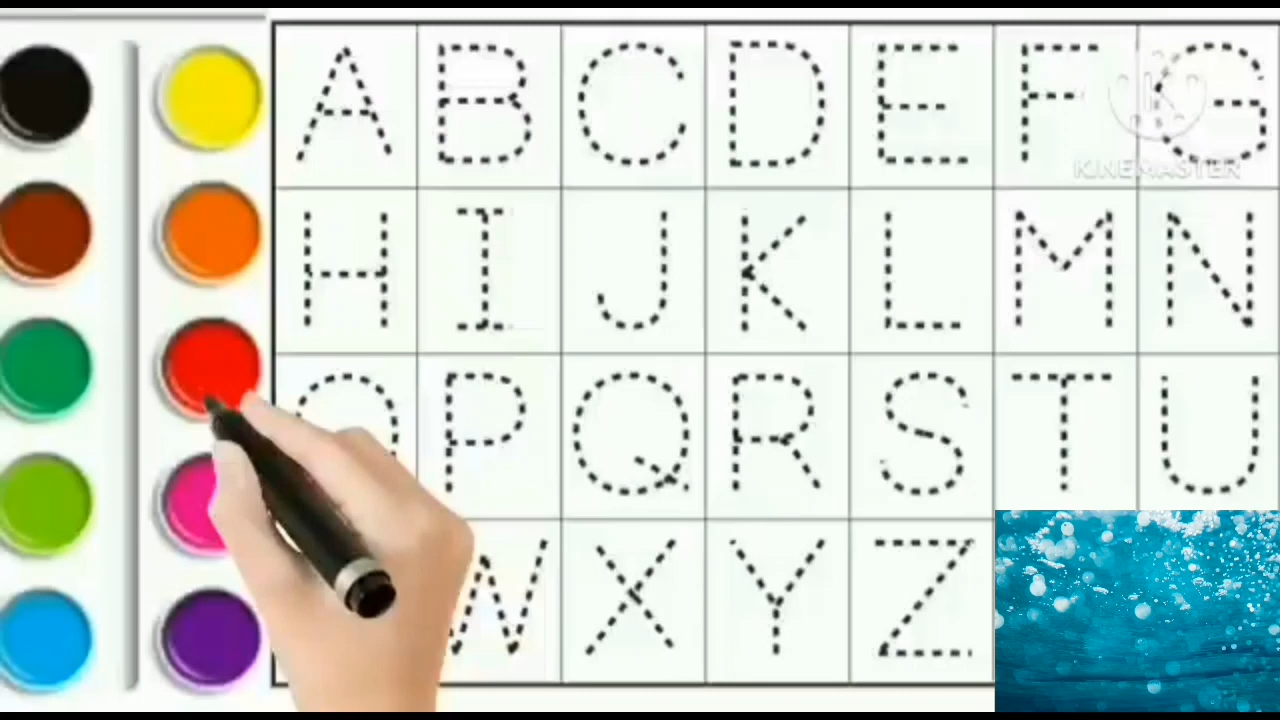 A B C D E F G
K
KINEMASTER
H I J K L M N
O P Q R S T U
W X Y Z